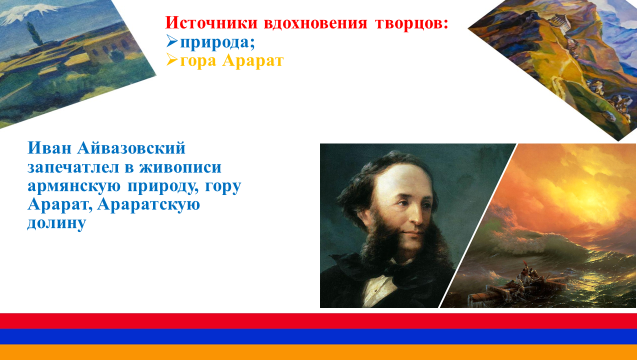 Источники вдохновения творцов:
➢природа;
➢гора Арарат
Иван Айвазовский
запечатлел в живописи
армянскую природу, гору
Арарат, Араратскую
долину